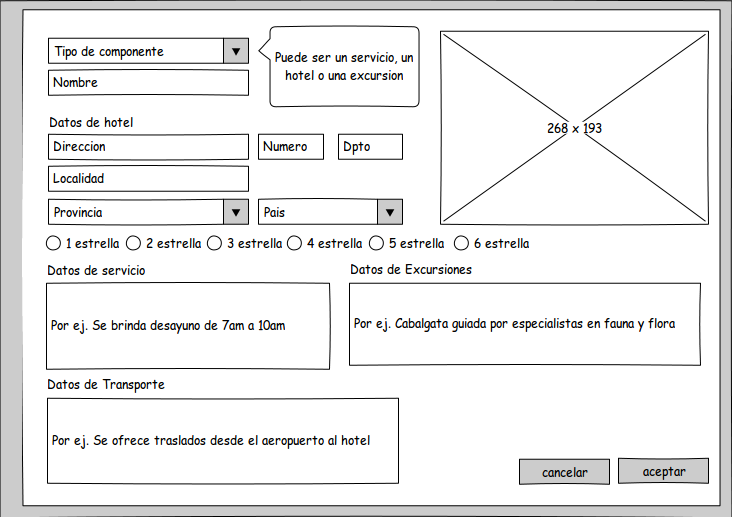 Tipo de componente
Puede ser un servicio, un
hotel o una excursion
Nombre
268 x 193
Datos de hotel
Direccion
Numero
Dpto
Localidad
Provincia
Pais
1 estrella
2 estrella
3 estrella
4 estrella
5 estrella
6 estrella
Datos de servicio
Datos de Excursiones
Por ej. Se brinda desayuno de 7am a 10am
Por ej. Cabalgata guiada por especialistas en fauna y flora
Datos de Transporte
Por ej. Se ofrece traslados desde el aeropuerto al hotel
cancelar
aceptar